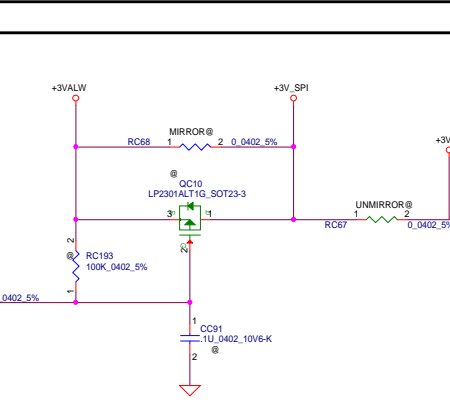 +3VALW
+3V_SPI
MIRROR@
RC68
1
2
0_0402_5%
+3V
@
QC10
LP2301ALT1G_SOT23-3
3
1
UNMIRROR@
1
2
RC67
0_0402_5%
2
2
@
RC193
100K_0402_5%
1
0402_5%
1
CC91
.1U_0402_10V6-K
@
2